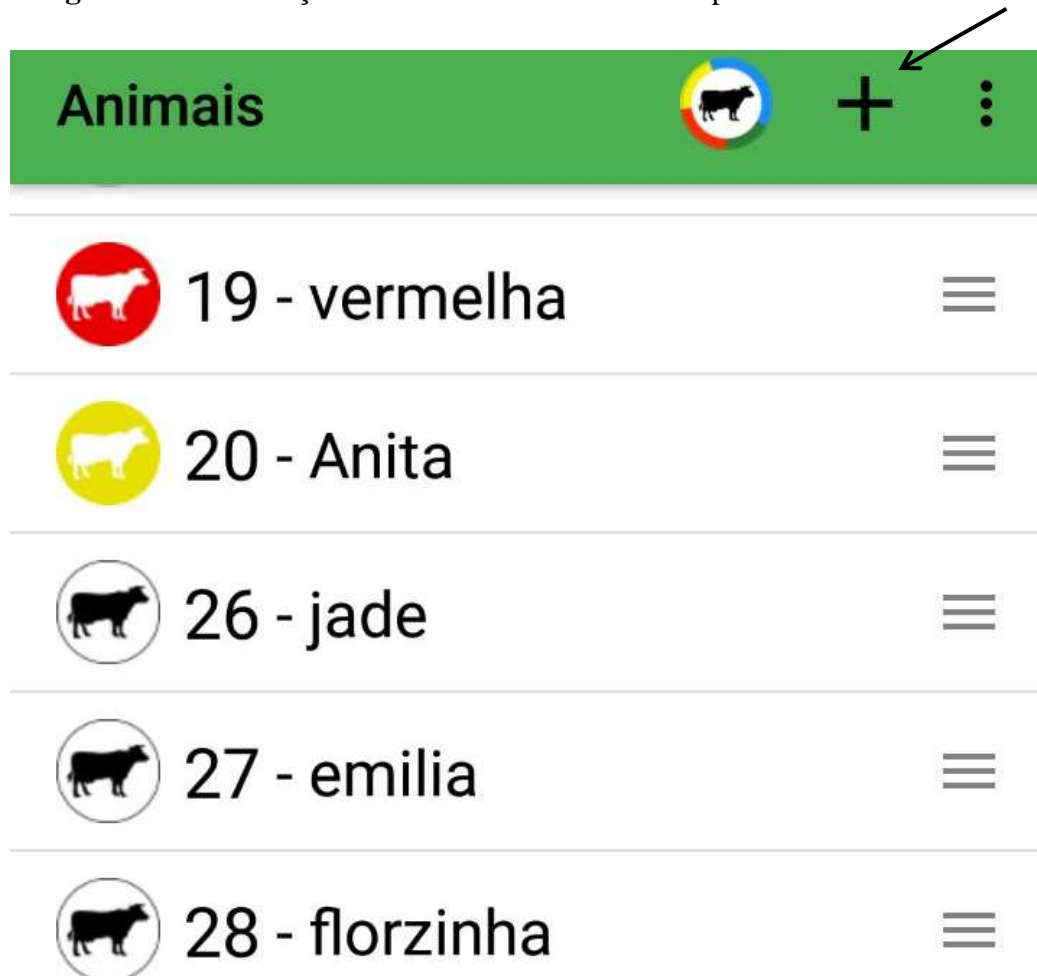 Animais
19 - vermelha
20 - Anita
26 - jade
27 - emilia
28 - florzinha